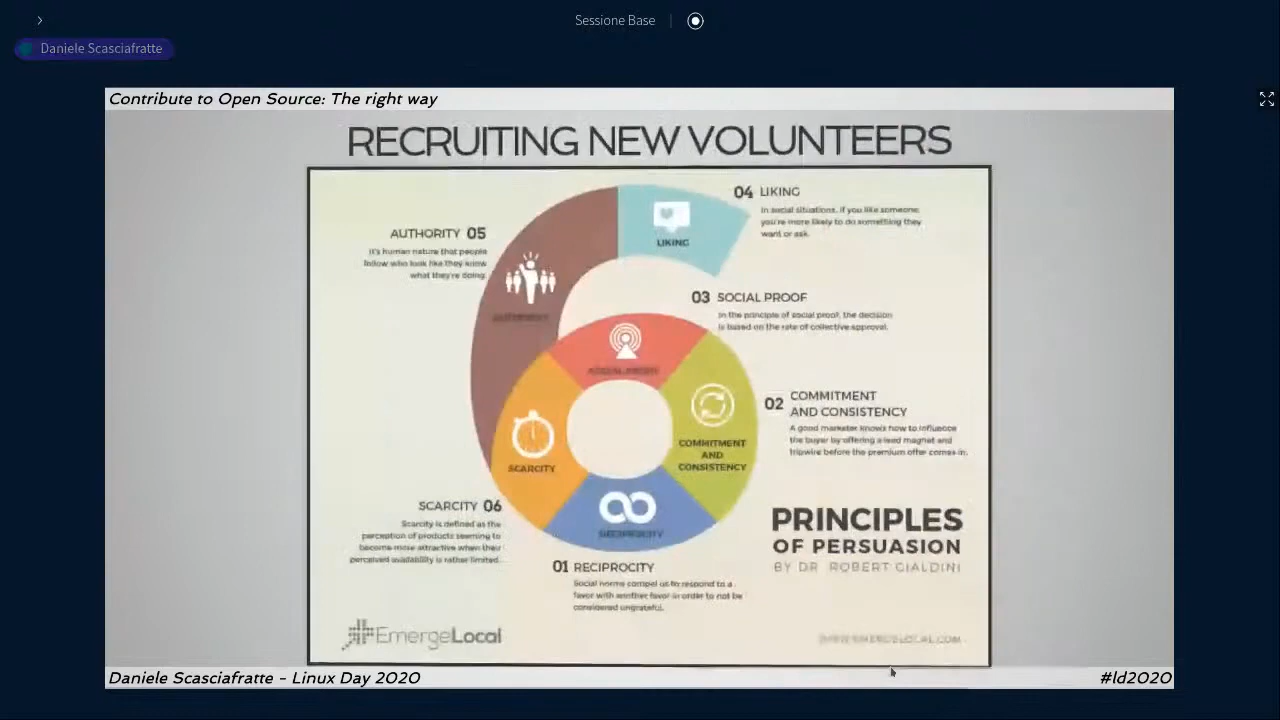 Sessione Base
Daniele Scasciafratte
Contribute to Open Source: The right way
RECRUITING NEW VOLUNTEERS
04 LIKING
In social situations, if you like someone,
you're more likely to do something they
want or ask.
LIKING
AUTHORITY 05
It's human nature that people
follow who look like they know
what they're doing.
AUTHORITY
03 SOCIAL PROOF
In the principle of social proof, the decision
is based on the rate of collective approval.
SOCIAL PROOF
02 COMMITMENT
AND CONSISTENCY
A good marketer knows how to influence
the buyer by offering a lead magnet and
tripwire before the premium offer comes in.
COMMITMENT
AND
CONSISTENCY
SCARCITY
SCARCITY 06
Scarcity is defined as the
perception of products seeming to
become more attractive when their
perceived availability is rather limited.
RECIPROCITY
01 RECIPROCITY
Social norms compel us to respond to a
favor with another favor in order to not be
considered ungrateful.
PRINCIPLES
OF PERSUASION
BY DR. ROBERT CIALDINI
EmergeLocal
WWW.EMERGELOCAL.COM
Daniele Scasciafratte - Linux Day 2020
#ld2020